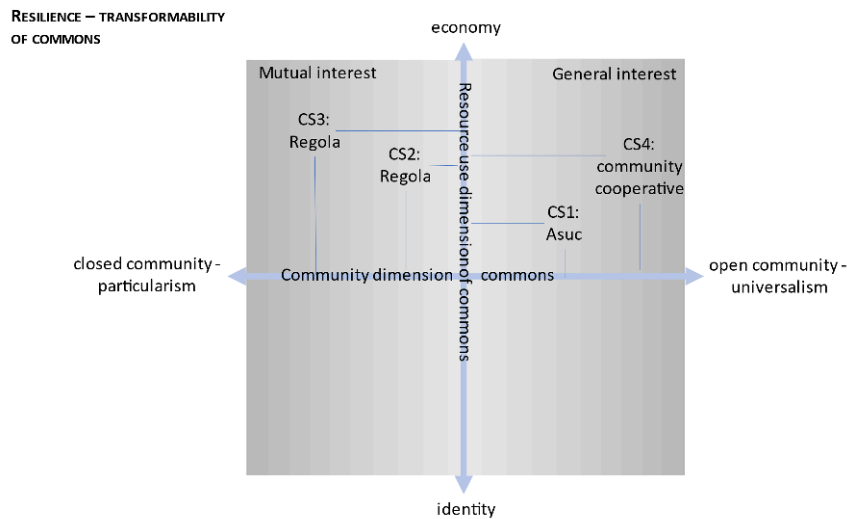 RESILIENCE – TRANSFORMABILITY
OF COMMONS
economy
Mutual interest
General interest
CS3:
Regola
CS2:
Regola
CS4:
community
cooperative
CS1:
Asuc
Resource use dimension of commons
closed community -
particularism
Community dimension of commons
open community -
universalism
identity